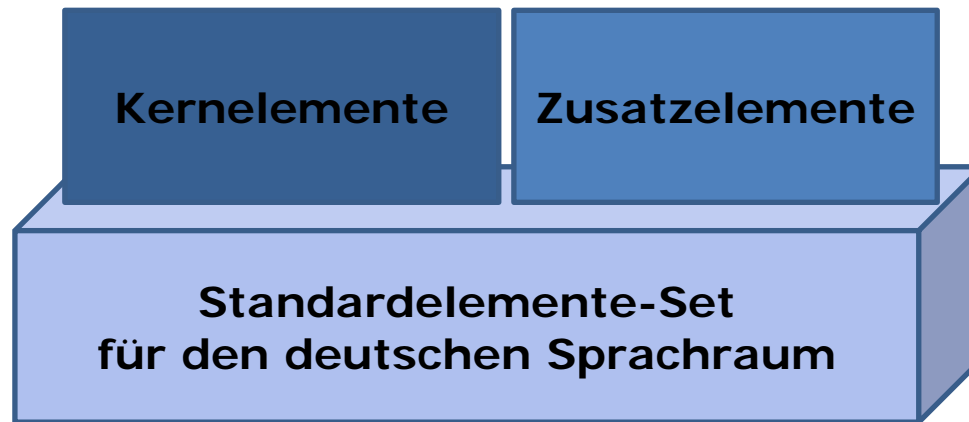 Kernelemente
Zusatzelemente
Standardelemente-Set
für den deutschen Sprachraum